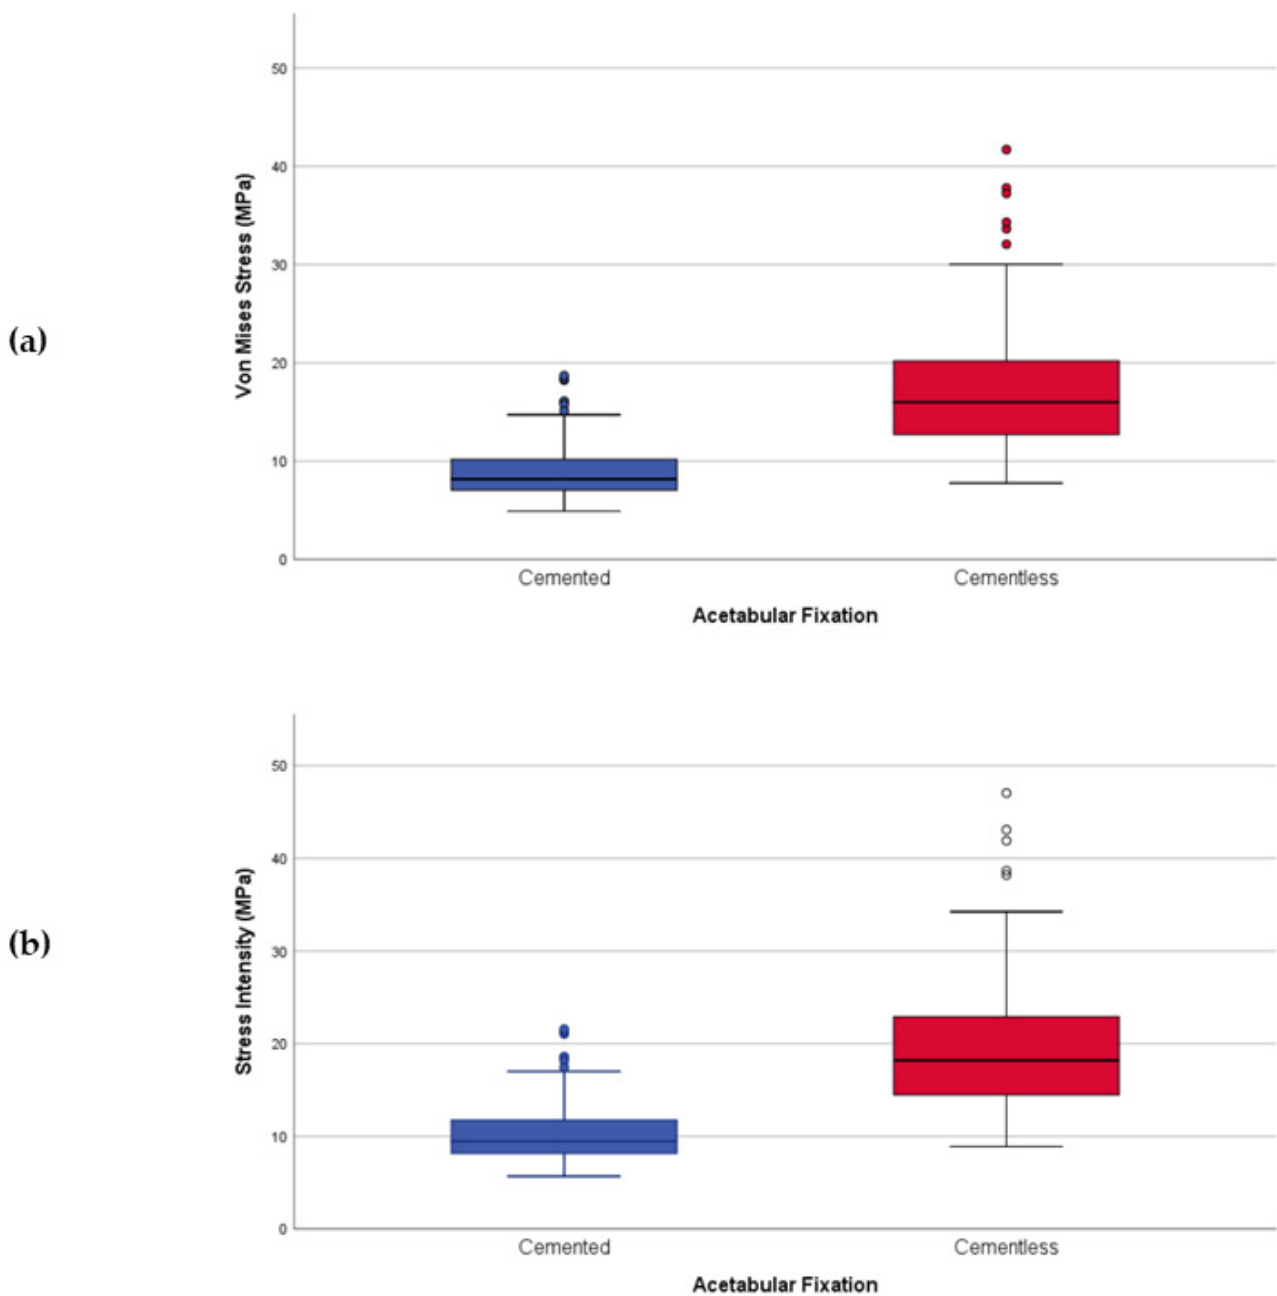 50
40
30
20
10
0
Von Mises Stress (MPa)
(a)
Cemented Cementless
Acetabular Fixation
50
40
30
20
10
0
Stress Intensity (MPa)
(b)
Cemented Cementless
Acetabular Fixation